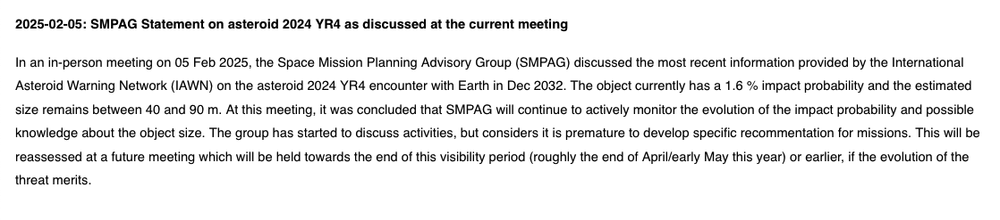 2025-02-05: SMPAG Statement on asteroid 2024 YR4 as discussed at the current meeting
In an in-person meeting on 05 Feb 2025, the Space Mission Planning Advisory Group (SMPAG) discussed the most recent information provided by the International
Asteroid Warning Network (IAWN) on the asteroid 2024 YR4 encounter with Earth in Dec 2032. The object currently has a 1.6 % impact probability and the estimated
size remains between 40 and 90 m. At this meeting, it was concluded that SMPAG will continue to actively monitor the evolution of the impact probability and possible
knowledge about the object size. The group has started to discuss activities, but considers it is premature to develop specific recommentation for missions. This will be
reassessed at a future meeting which will be held towards the end of this visibility period (roughly the end of April/early May this year) or earlier, if the evolution of the
threat merits.